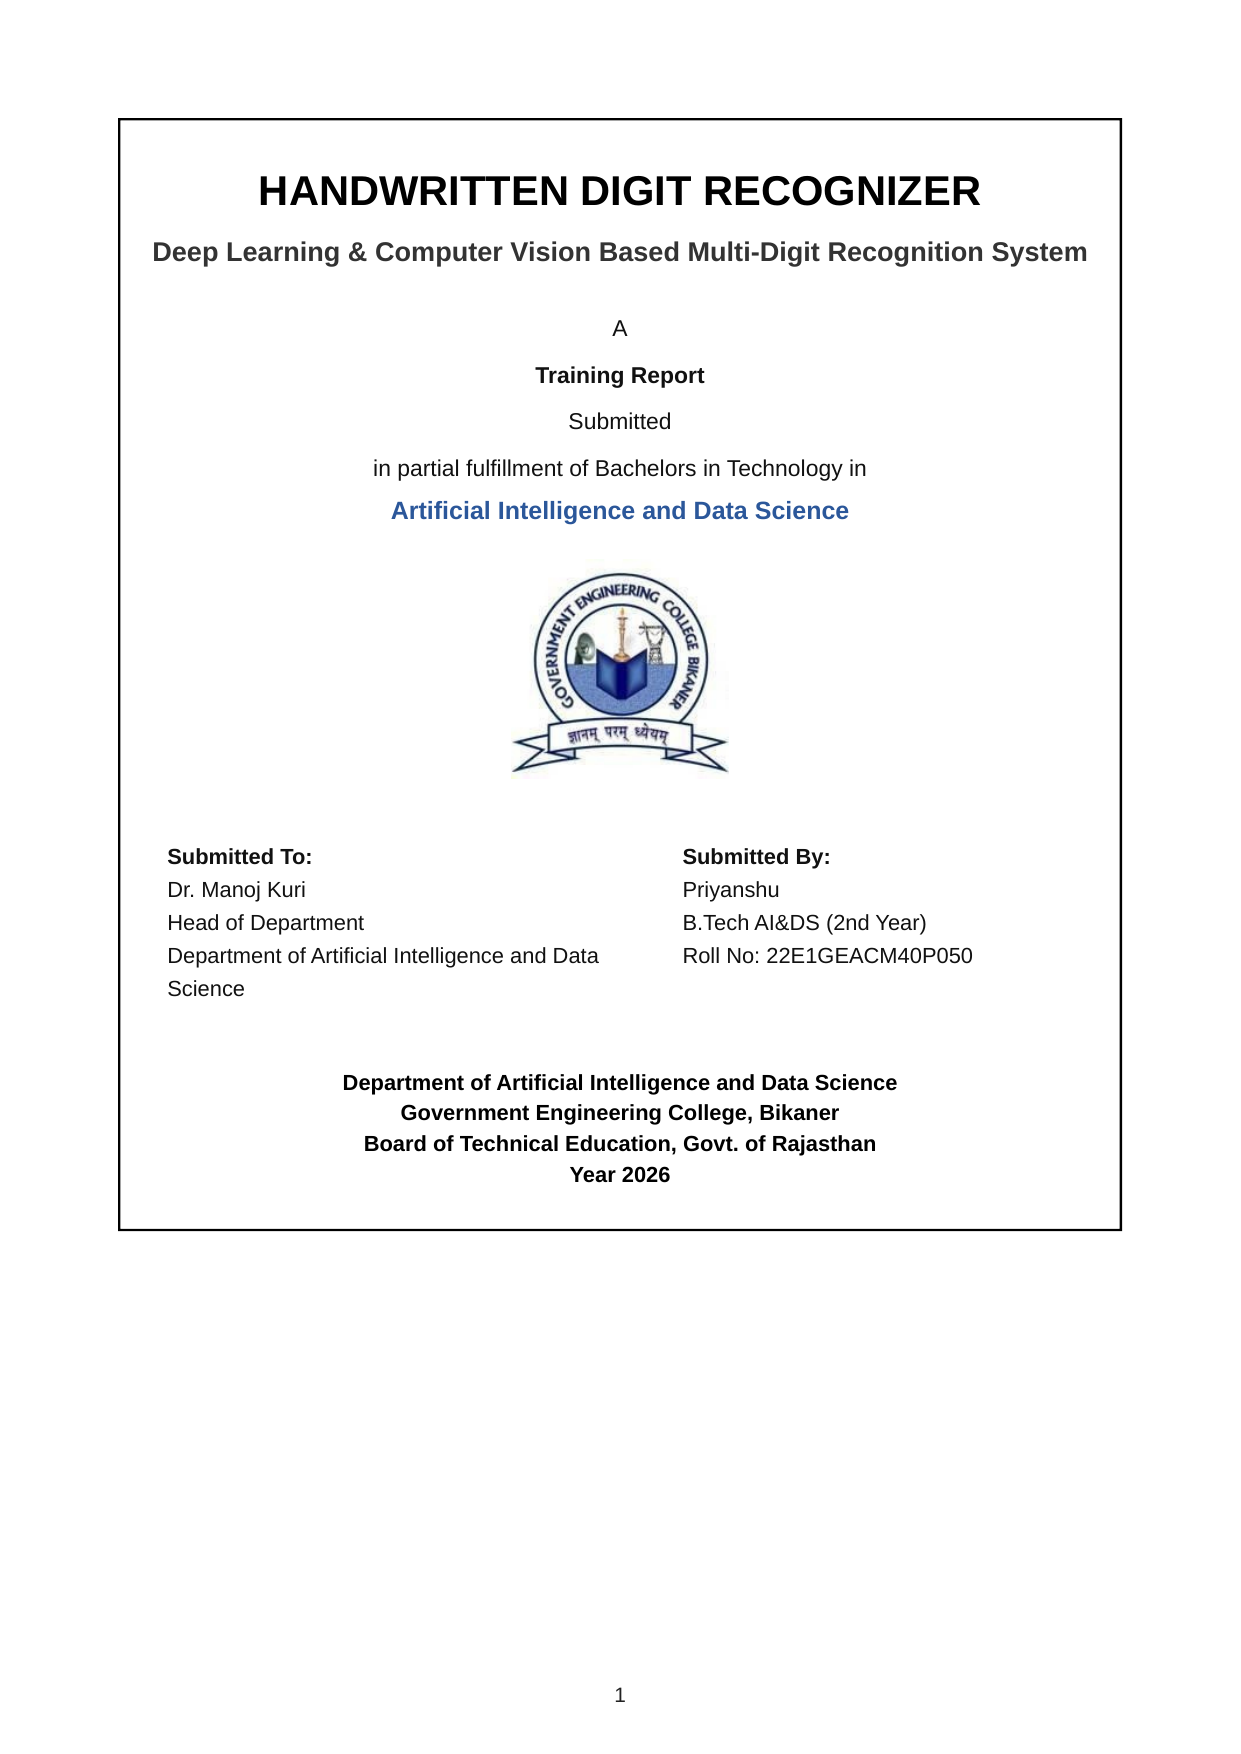 HANDWRITTEN DIGIT RECOGNIZER
Deep Learning & Computer Vision Based Multi-Digit Recognition System
A
Training Report
Submitted
in partial fulfillment of Bachelors in Technology in
Artificial Intelligence and Data Science
GOVERNMENT ENGINEERING COLLEGE BIKANER
ज्ञानम् परम् ध्येयम्
Submitted To:
Dr. Manoj Kuri
Head of Department
Department of Artificial Intelligence and Data
Science
Submitted By:
Priyanshu
B.Tech AI&DS (2nd Year)
Roll No: 22E1GEACM40P050
Department of Artificial Intelligence and Data Science
Government Engineering College, Bikaner
Board of Technical Education, Govt. of Rajasthan
Year 2026
1